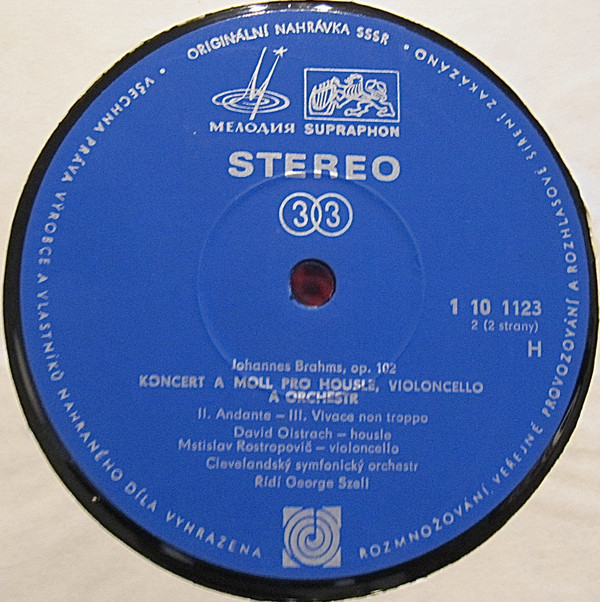 VŠECHNA PRÁVA VÝROBCE A VLASTNÍKŮ NAHRANÉHO DÍLA VYHRAZENA
• ORIGINÁLNÍ NAHRÁVKA SSSR •
ROZMNOŽOVÁNÍ, VEŘEJNÉ PROVOZOVÁNÍ A ROZHLASOVÉ ŠÍŘENÍ ZAKÁZÁNO
МЕЛОДИЯ SUPRAPHON
STEREO
33
1 10 1123
2 (2 strany)
H
Johannes Brahms, op. 102
KONCERT A MOLL PRO HOUSLE, VIOLONCELLO
A ORCHESTR
II. Andante – III. Vivace non troppo
David Oistrach – housle
Mstislav Rostropovič – violoncello
Clevelandský symfonický orchestr
Řídí George Szell